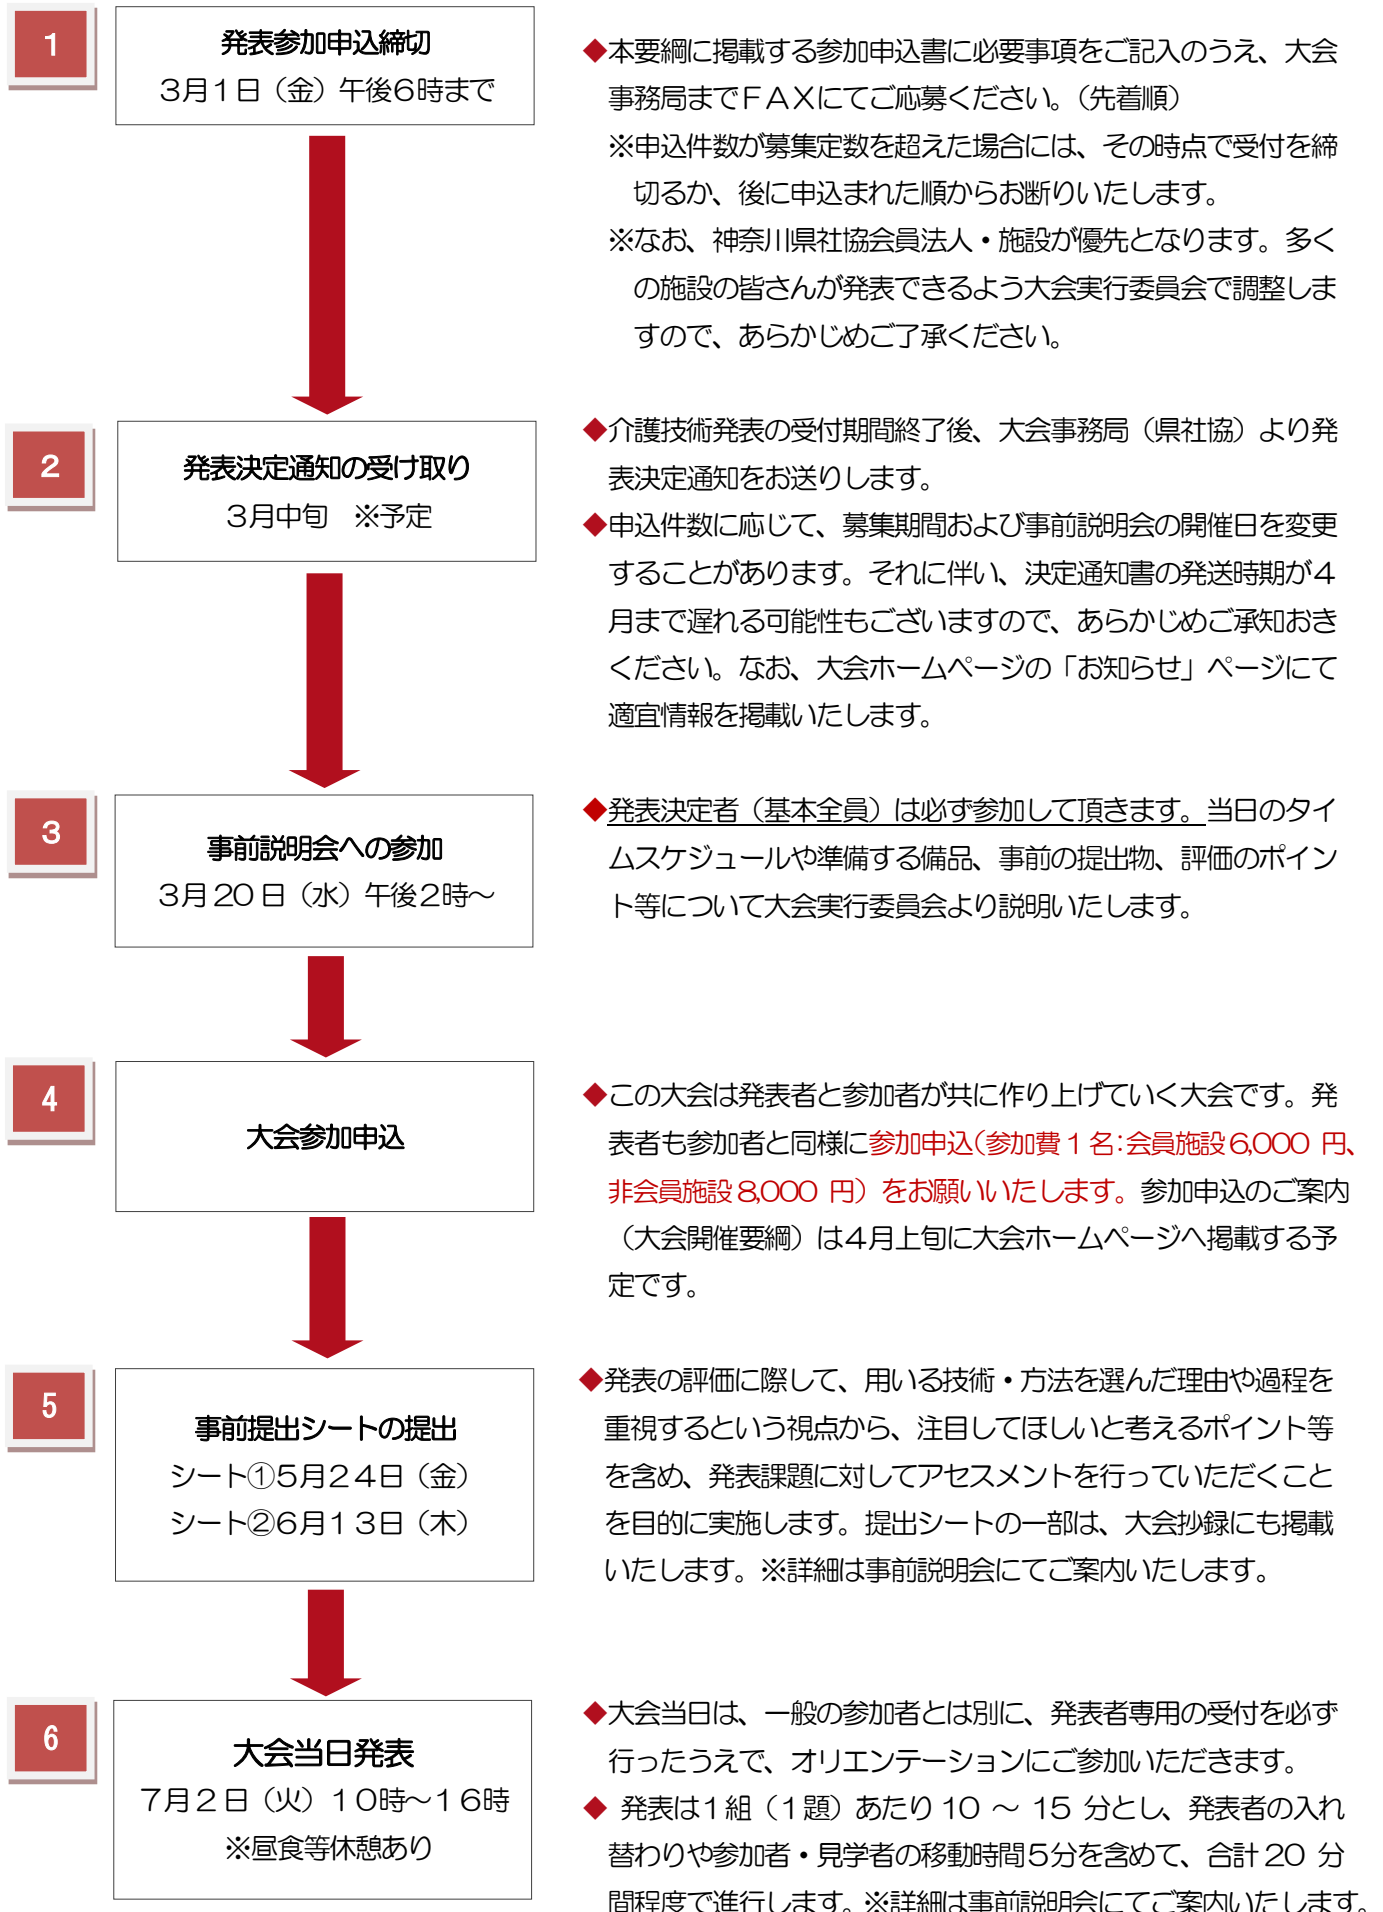 1
発表参加申込締切
3月1日（金）午後6時まで
◆本要綱に掲載する参加申込書に必要事項をご記入のうえ、大会
事務局までＦＡＸにてご応募ください。（先着順）
※申込件数が募集定数を超えた場合には、その時点で受付を締
切るか、後に申込まれた順からお断りいたします。
※なお、神奈川県社協会員法人・施設が優先となります。多く
の施設の皆さんが発表できるよう大会実行委員会で調整しま
すので、あらかじめご了承ください。
2
発表決定通知の受け取り
3月中旬　※予定
◆介護技術発表の受付期間終了後、大会事務局（県社協）より発
表決定通知をお送りします。
◆申込件数に応じて、募集期間および事前説明会の開催日を変更
することがあります。それに伴い、決定通知書の発送時期が4
月まで遅れる可能性もございますので、あらかじめご承知おき
ください。なお、大会ホームページの「お知らせ」ページにて
適宜情報を掲載いたします。
3
事前説明会への参加
3月20日（水）午後2時～
◆発表決定者（基本全員）は必ず参加して頂きます。当日のタイ
ムスケジュールや準備する備品、事前の提出物、評価のポイン
ト等について大会実行委員会より説明いたします。
4
大会参加申込
◆この大会は発表者と参加者が共に作り上げていく大会です。発
表者も参加者と同様に参加申込（参加費1名：会員施設6,000 円、
非会員施設8,000 円）をお願いいたします。参加申込のご案内
（大会開催要綱）は4月上旬に大会ホームページへ掲載する予
定です。
5
事前提出シートの提出
シート①5月24日（金）
シート②6月13日（木）
◆発表の評価に際して、用いる技術・方法を選んだ理由や過程を
重視するという視点から、注目してほしいと考えるポイント等
を含め、発表課題に対してアセスメントを行っていただくこと
を目的に実施します。提出シートの一部は、大会抄録にも掲載
いたします。※詳細は事前説明会にてご案内いたします。
6
大会当日発表
7月2日（火）10時～16時
※昼食等休憩あり
◆大会当日は、一般の参加者とは別に、発表者専用の受付を必ず
行ったうえで、オリエンテーションにご参加いただきます。
◆ 発表は1組（1題）あたり 10 ～ 15 分とし、発表者の入れ
替わりや参加者・見学者の移動時間5分を含めて、合計 20 分
間程度で進行します。※詳細は事前説明会にてご案内いたします。